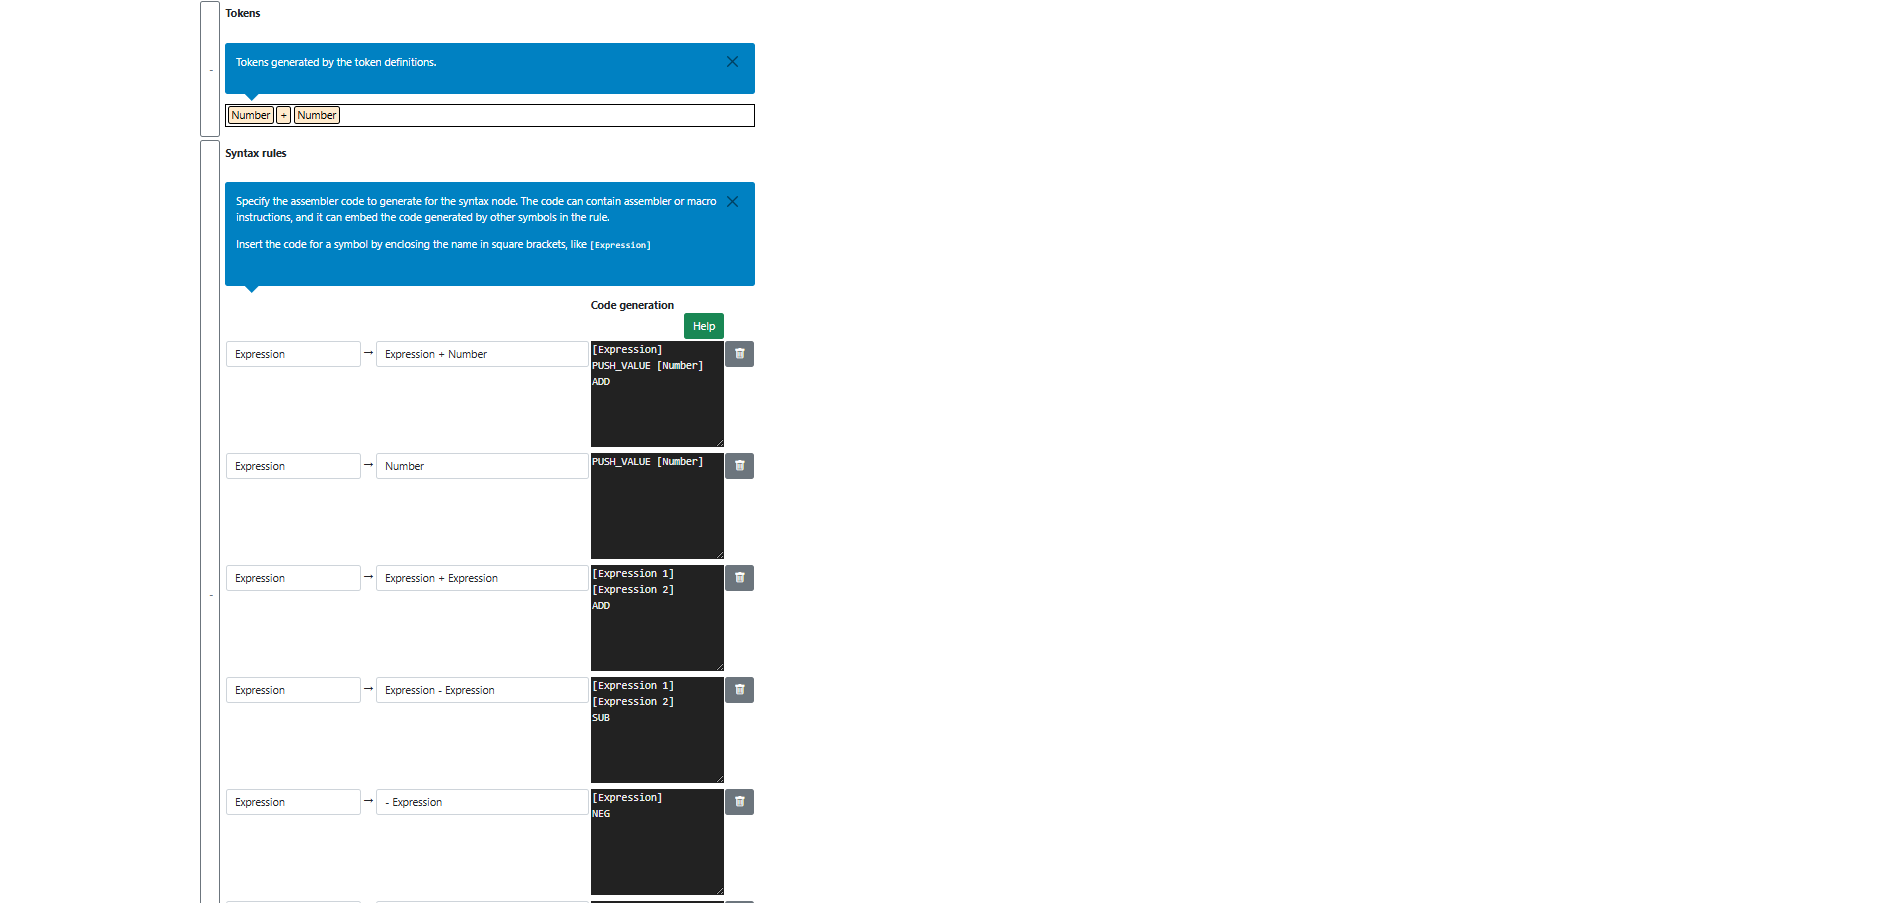 Tokens
Tokens generated by the token definitions.
Number + Number
Syntax rules
Specify the assembler code to generate for the syntax node. The code can contain assembler or macro
instructions, and it can embed the code generated by other symbols in the rule.
Insert the code for a symbol by enclosing the name in square brackets, like [Expression]
Code generation
Help
Expression → Expression + Number
[Expression]
PUSH_VALUE [Number]
ADD
Expression → Number
PUSH_VALUE [Number]
Expression → Expression + Expression
[Expression 1]
[Expression 2]
ADD
Expression → Expression - Expression
[Expression 1]
[Expression 2]
SUB
Expression → - Expression
[Expression]
NEG